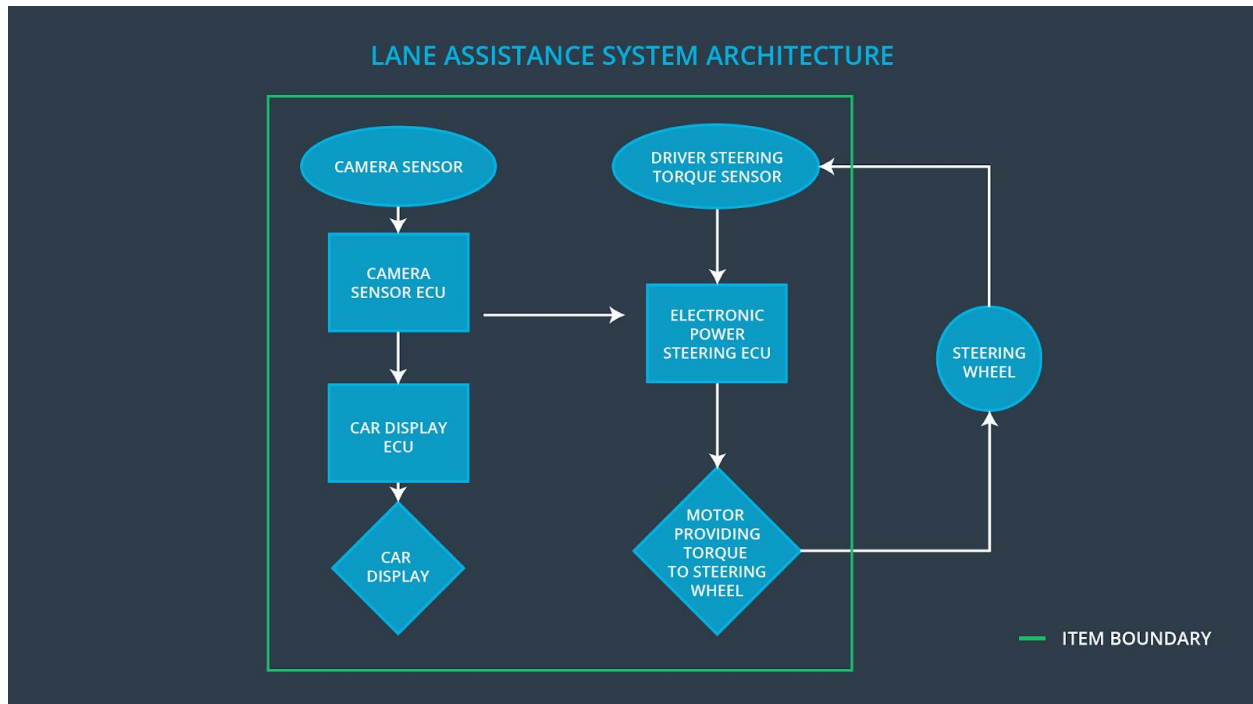 LANE ASSISTANCE SYSTEM ARCHITECTURE
CAMERA SENSOR
CAMERA
SENSOR ECU
CAR DISPLAY
ECU
CAR
DISPLAY
DRIVER STEERING
TORQUE SENSOR
ELECTRONIC
POWER
STEERING ECU
MOTOR
PROVIDING
TORQUE
TO STEERING
WHEEL
STEERING
WHEEL
ITEM BOUNDARY